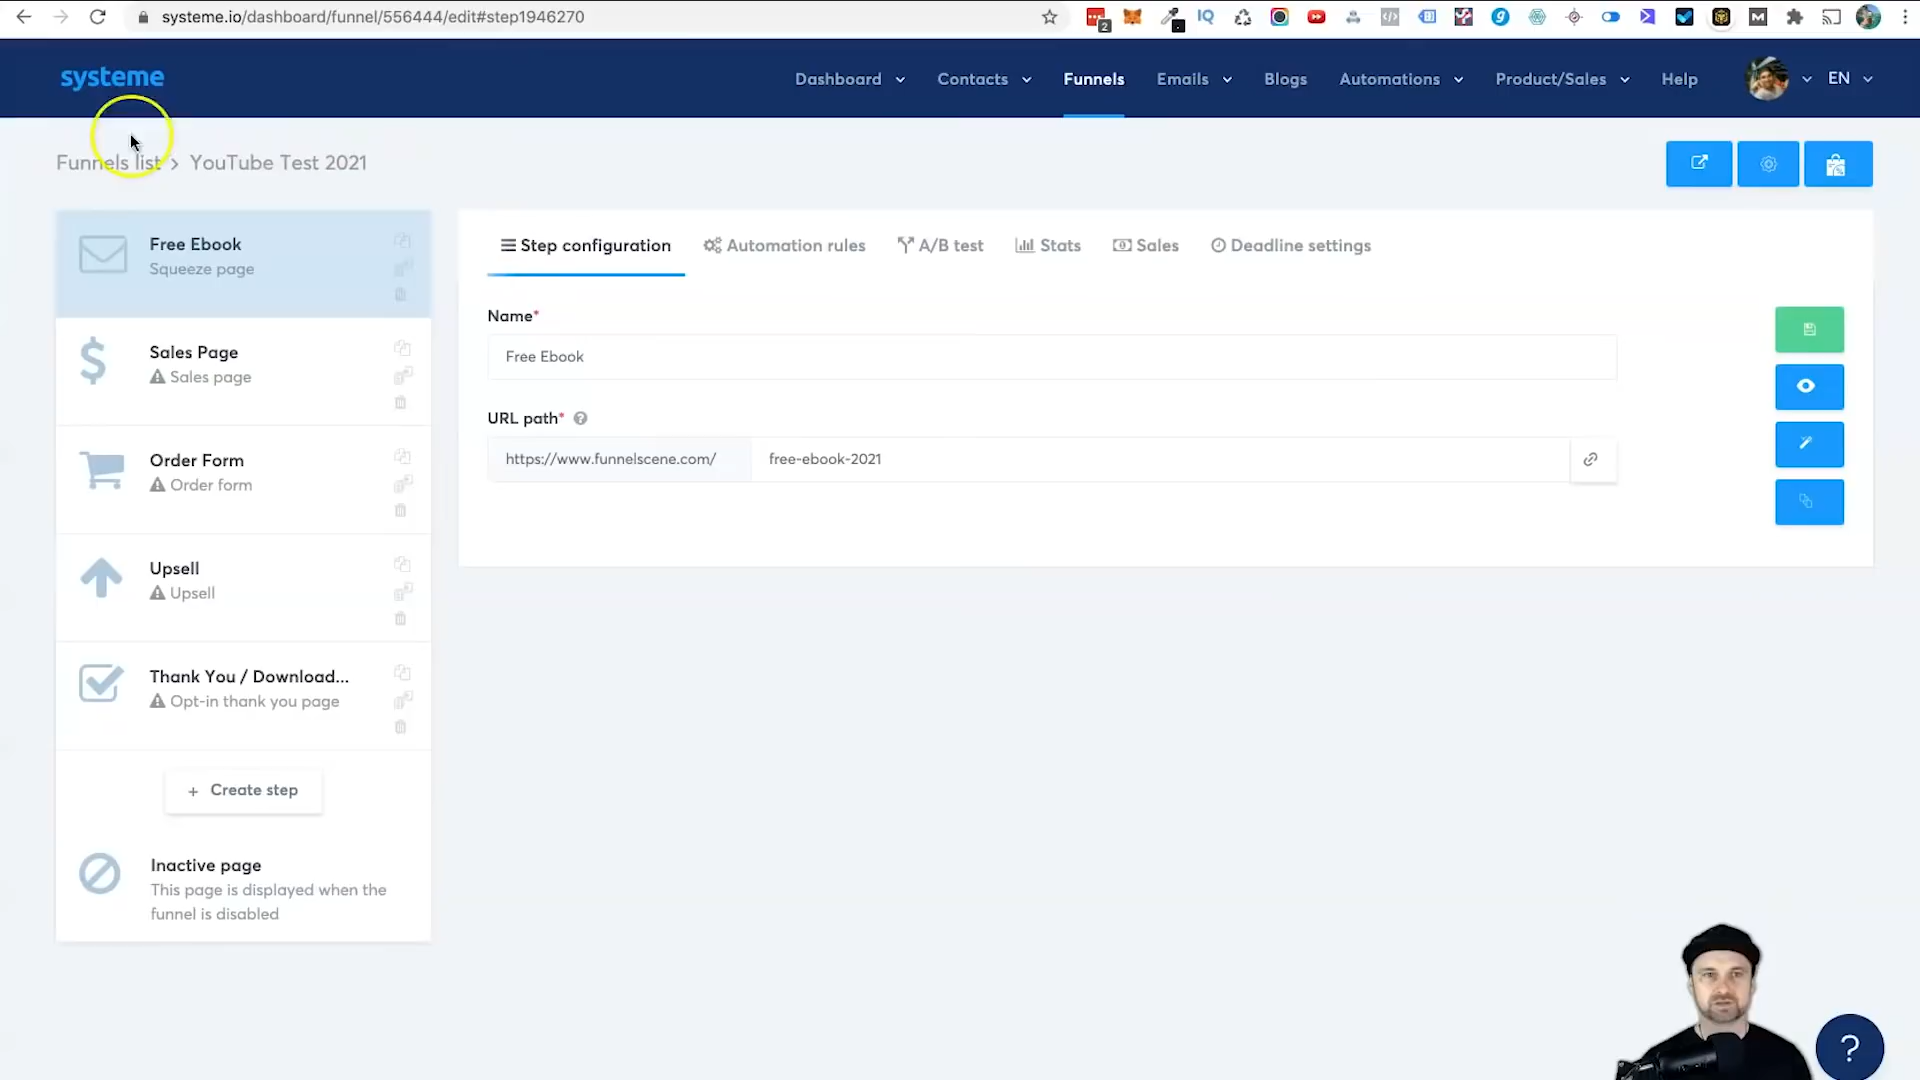 systeme.io/dashboard/funnel/556444/edit#step1946270
2
systeme
Dashboard
Contacts
Funnels
Emails
Blogs
Automations
Product/Sales
Help
EN
Funnels list > YouTube Test 2021
Free Ebook
Squeeze page
Sales Page
Sales page
Order Form
Order form
Upsell
Upsell
Thank You / Download...
Opt-in thank you page
+ Create step
Inactive page
This page is displayed when the
funnel is disabled
Step configuration
Automation rules
A/B test
Stats
Sales
Deadline settings
Name*
Free Ebook
URL path* ?
https://www.funnelscene.com/
free-ebook-2021
?